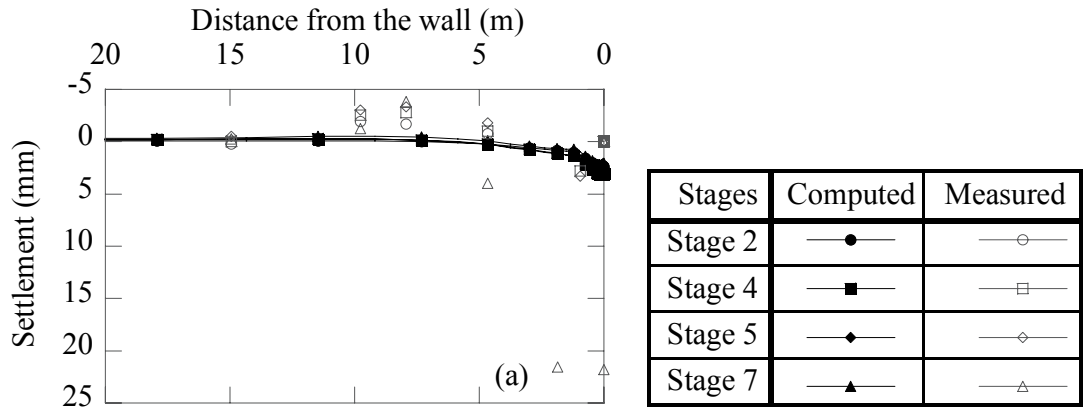 Distance from the wall (m)
20 15 10 5 0
-5
0
5
10
15
20
25
Settlement (mm)
(a)
Stages Computed Measured
Stage 2
Stage 4
Stage 5
Stage 7